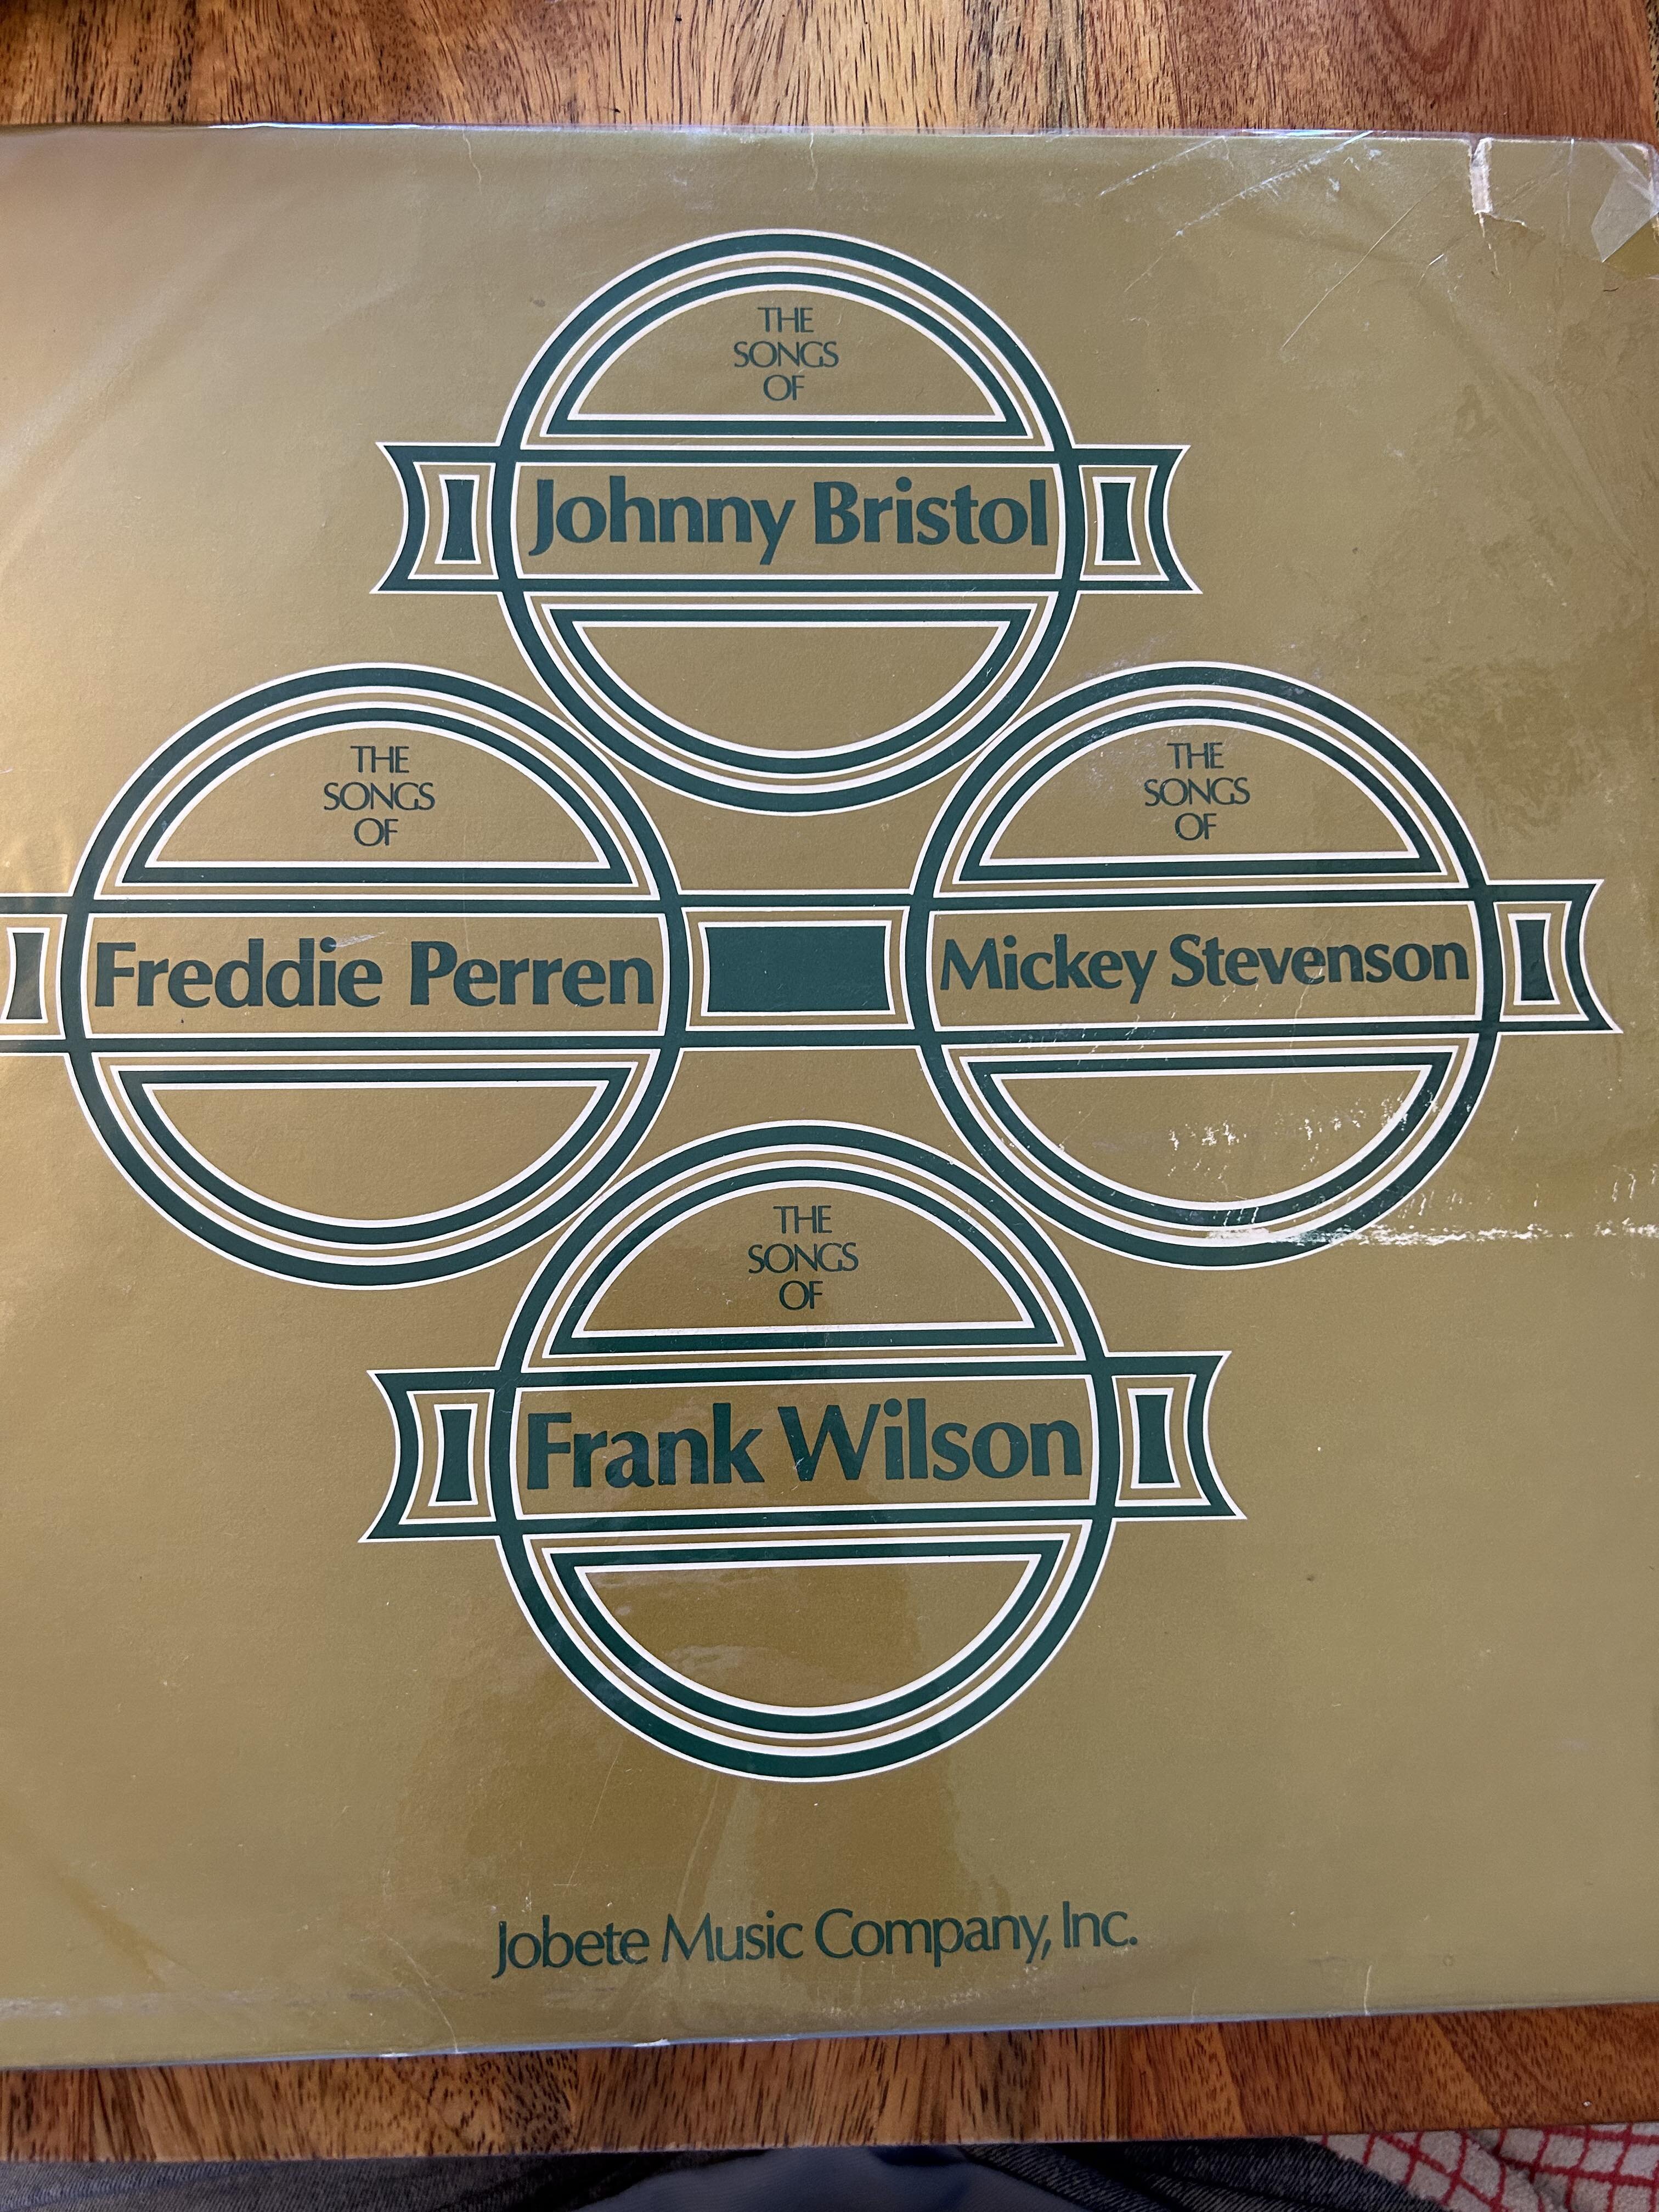 THE
SONGS
OF
Johnny Bristol
THE
SONGS
OF
Freddie Perren
THE
SONGS
OF
Mickey Stevenson
THE
SONGS
OF
Frank Wilson
Jobete Music Company, Inc.